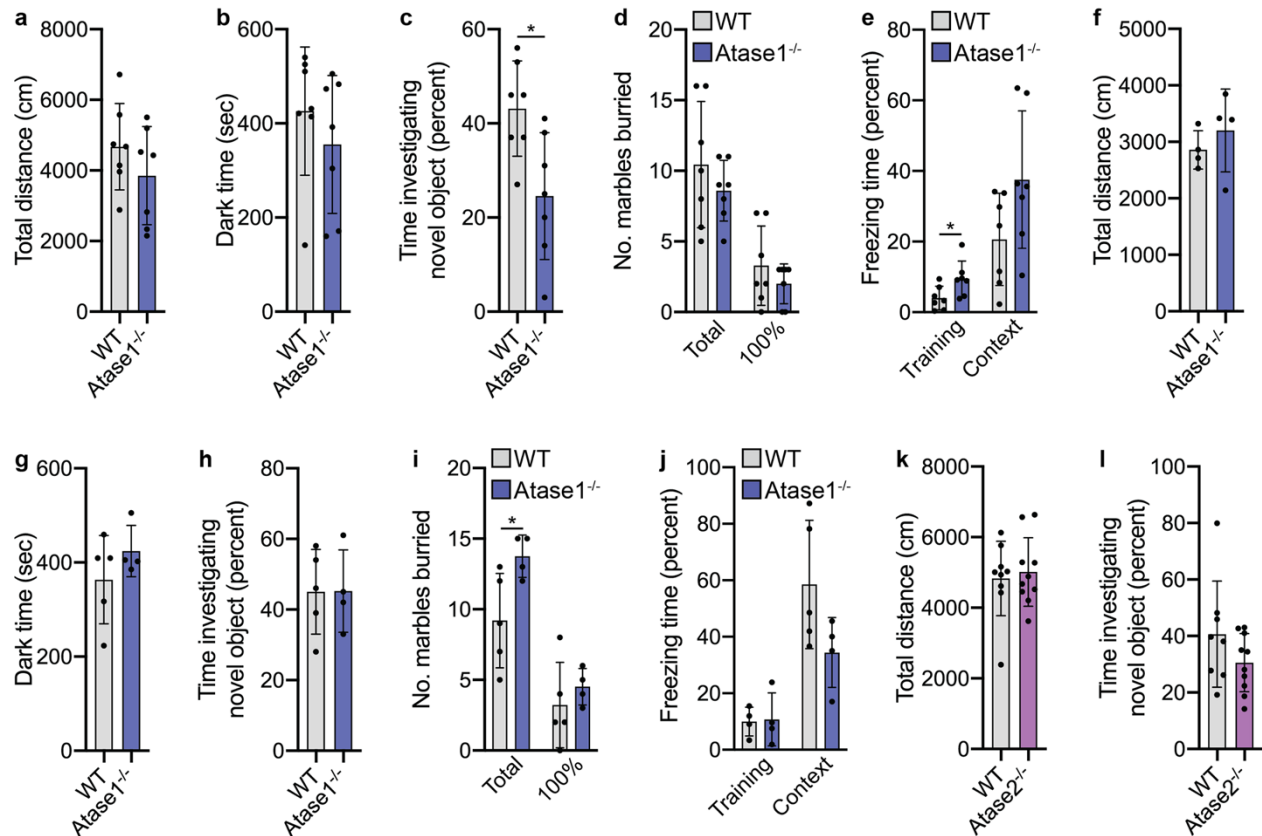 a
Total distance (cm)
8000
6000
4000
2000
0
WT
Atase1-/-
b
Dark time (sec)
600
400
200
0
WT
Atase1-/-
c
Time investigating
novel object (percent)
60
40
20
0
*
WT
Atase1-/-
d
No. marbles burried
20
15
10
5
0
WT
Atase1-/-
Total
100%
e
Freezing time (percent)
80
60
40
20
0
WT
Atase1-/-
*
Training
Context
f
Total distance (cm)
5000
4000
3000
2000
1000
0
WT
Atase1-/-
g
Dark time (sec)
600
400
200
0
WT
Atase1-/-
h
Time investigating
novel object (percent)
80
60
40
20
0
WT
Atase1-/-
i
No. marbles burried
20
15
10
5
0
WT
Atase1-/-
*
Total
100%
j
Freezing time (percent)
100
80
60
40
20
0
WT
Atase1-/-
Training
Context
k
Total distance (cm)
8000
6000
4000
2000
0
WT
Atase2-/-
l
Time investigating
novel object (percent)
100
80
60
40
20
0
WT
Atase2-/-